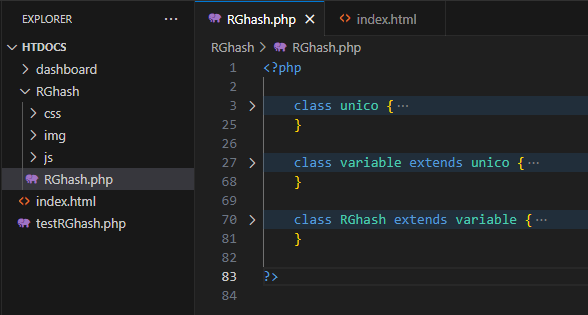 EXPLORER
HTDOCS
dashboard
RGhash
css
img
js
RGhash.php
index.html
testRGhash.php
RGhash.php
index.html
RGhash > RGhash.php
1 <?php
2
3 class unico {
25 }
26
27 class variable extends unico {
68 }
69
70 class RGhash extends variable {
81 }
82
83 ?>
84